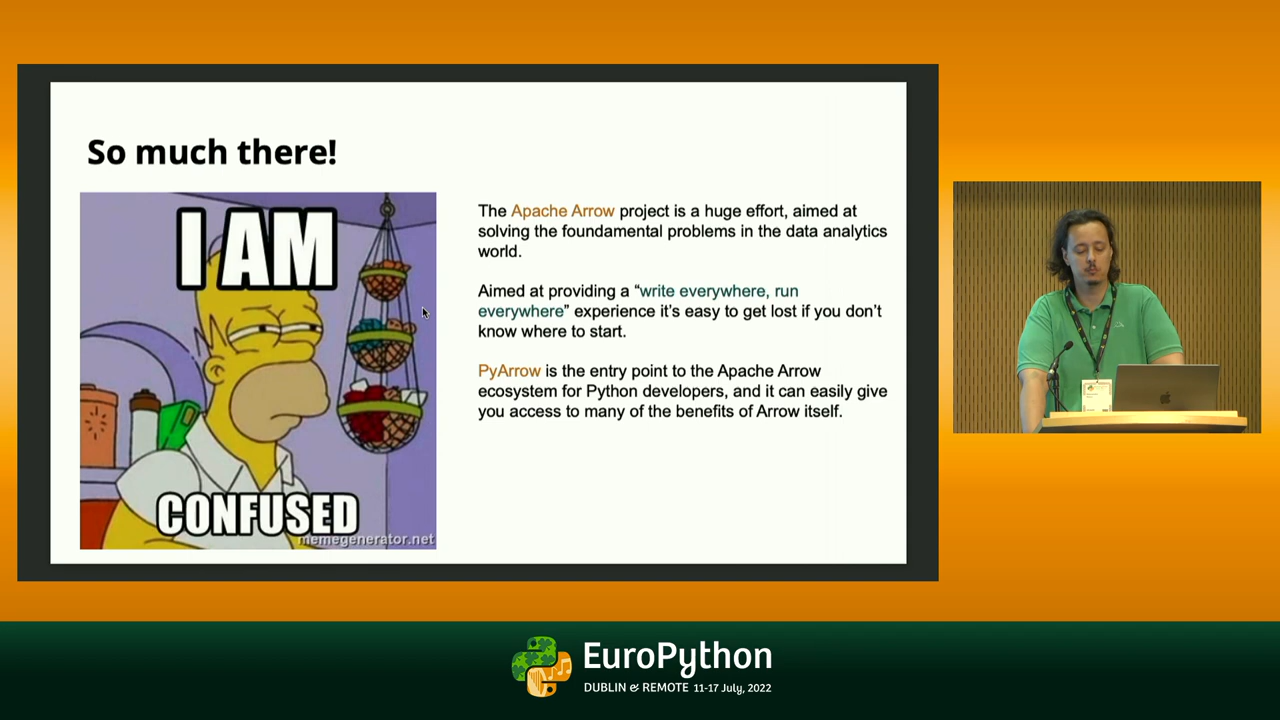 So much there!
I AM
CONFUSED
memegenerator.net
The Apache Arrow project is a huge effort, aimed at
solving the foundamental problems in the data analytics
world.
Aimed at providing a “write everywhere, run
everywhere” experience it’s easy to get lost if you don’t
know where to start.
PyArrow is the entry point to the Apache Arrow
ecosystem for Python developers, and it can easily give
you access to many of the benefits of Arrow itself.
EuroPython
DUBLIN & REMOTE 11-17 July, 2022